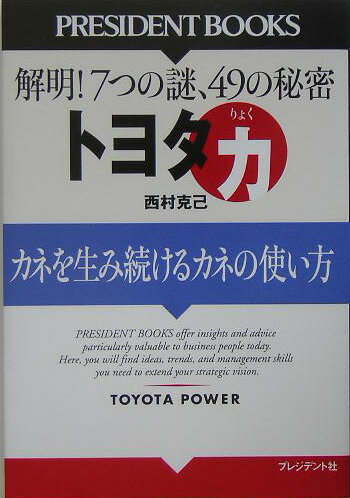 PRESIDENT BOOKS
解明!7つの謎、49の秘密
りょく
トヨタ力
西村克己
カネを生み続けるカネの使い方
PRESIDENT BOOKS offer insights and advice
particularly valuable to business people today.
Here, you will find ideas, trends, and management skills
you need to extend your strategic vision.
TOYOTA POWER
プレジデント社